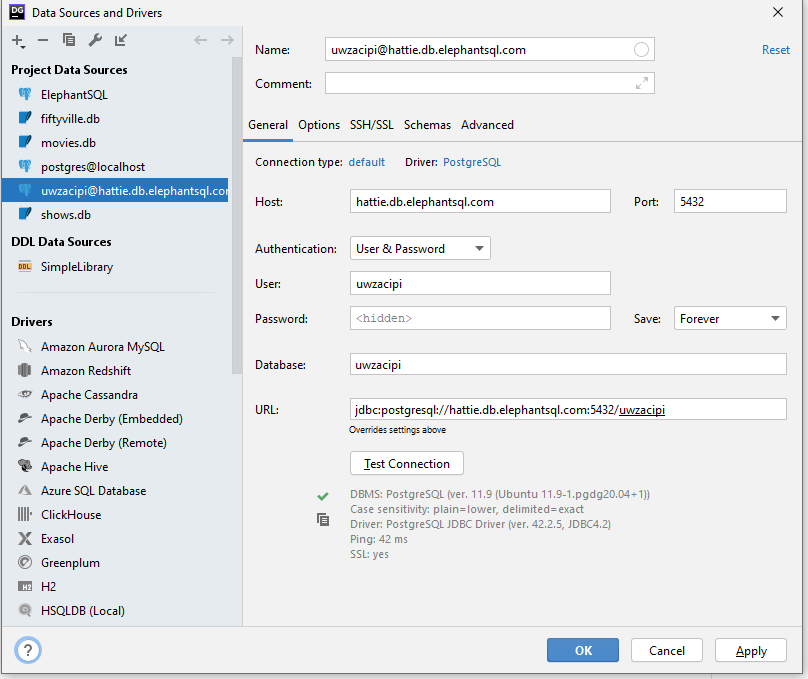 DG Data Sources and Drivers
Project Data Sources
ElephantSQL
fiftyville.db
movies.db
postgres@localhost
uwzacipi@hattie.db.elephantsql.cor
shows.db
DDL Data Sources
DDL SimpleLibrary
Drivers
Amazon Aurora MySQL
Amazon Redshift
Apache Cassandra
Apache Derby (Embedded)
Apache Derby (Remote)
Apache Hive
Azure SQL Database
ClickHouse
Exasol
Greenplum
H2 H2
HSQLDB (Local)
Name: uwzacipi@hattie.db.elephantsql.com Reset
Comment:
General Options SSH/SSL Schemas Advanced
Connection type: default Driver: PostgreSQL
Host: hattie.db.elephantsql.com Port: 5432
Authentication: User & Password
User: uwzacipi
Password: <hidden> Save: Forever
Database: uwzacipi
URL: jdbc:postgresql://hattie.db.elephantsql.com:5432/uwzacipi
Overrides settings above
Test Connection
DBMS: PostgreSQL (ver. 11.9 (Ubuntu 11.9-1.pgdg20.04+1))
Case sensitivity: plain=lower, delimited=exact
Driver: PostgreSQL JDBC Driver (ver. 42.2.5, JDBC4.2)
Ping: 42 ms
SSL: yes
? OK Cancel Apply